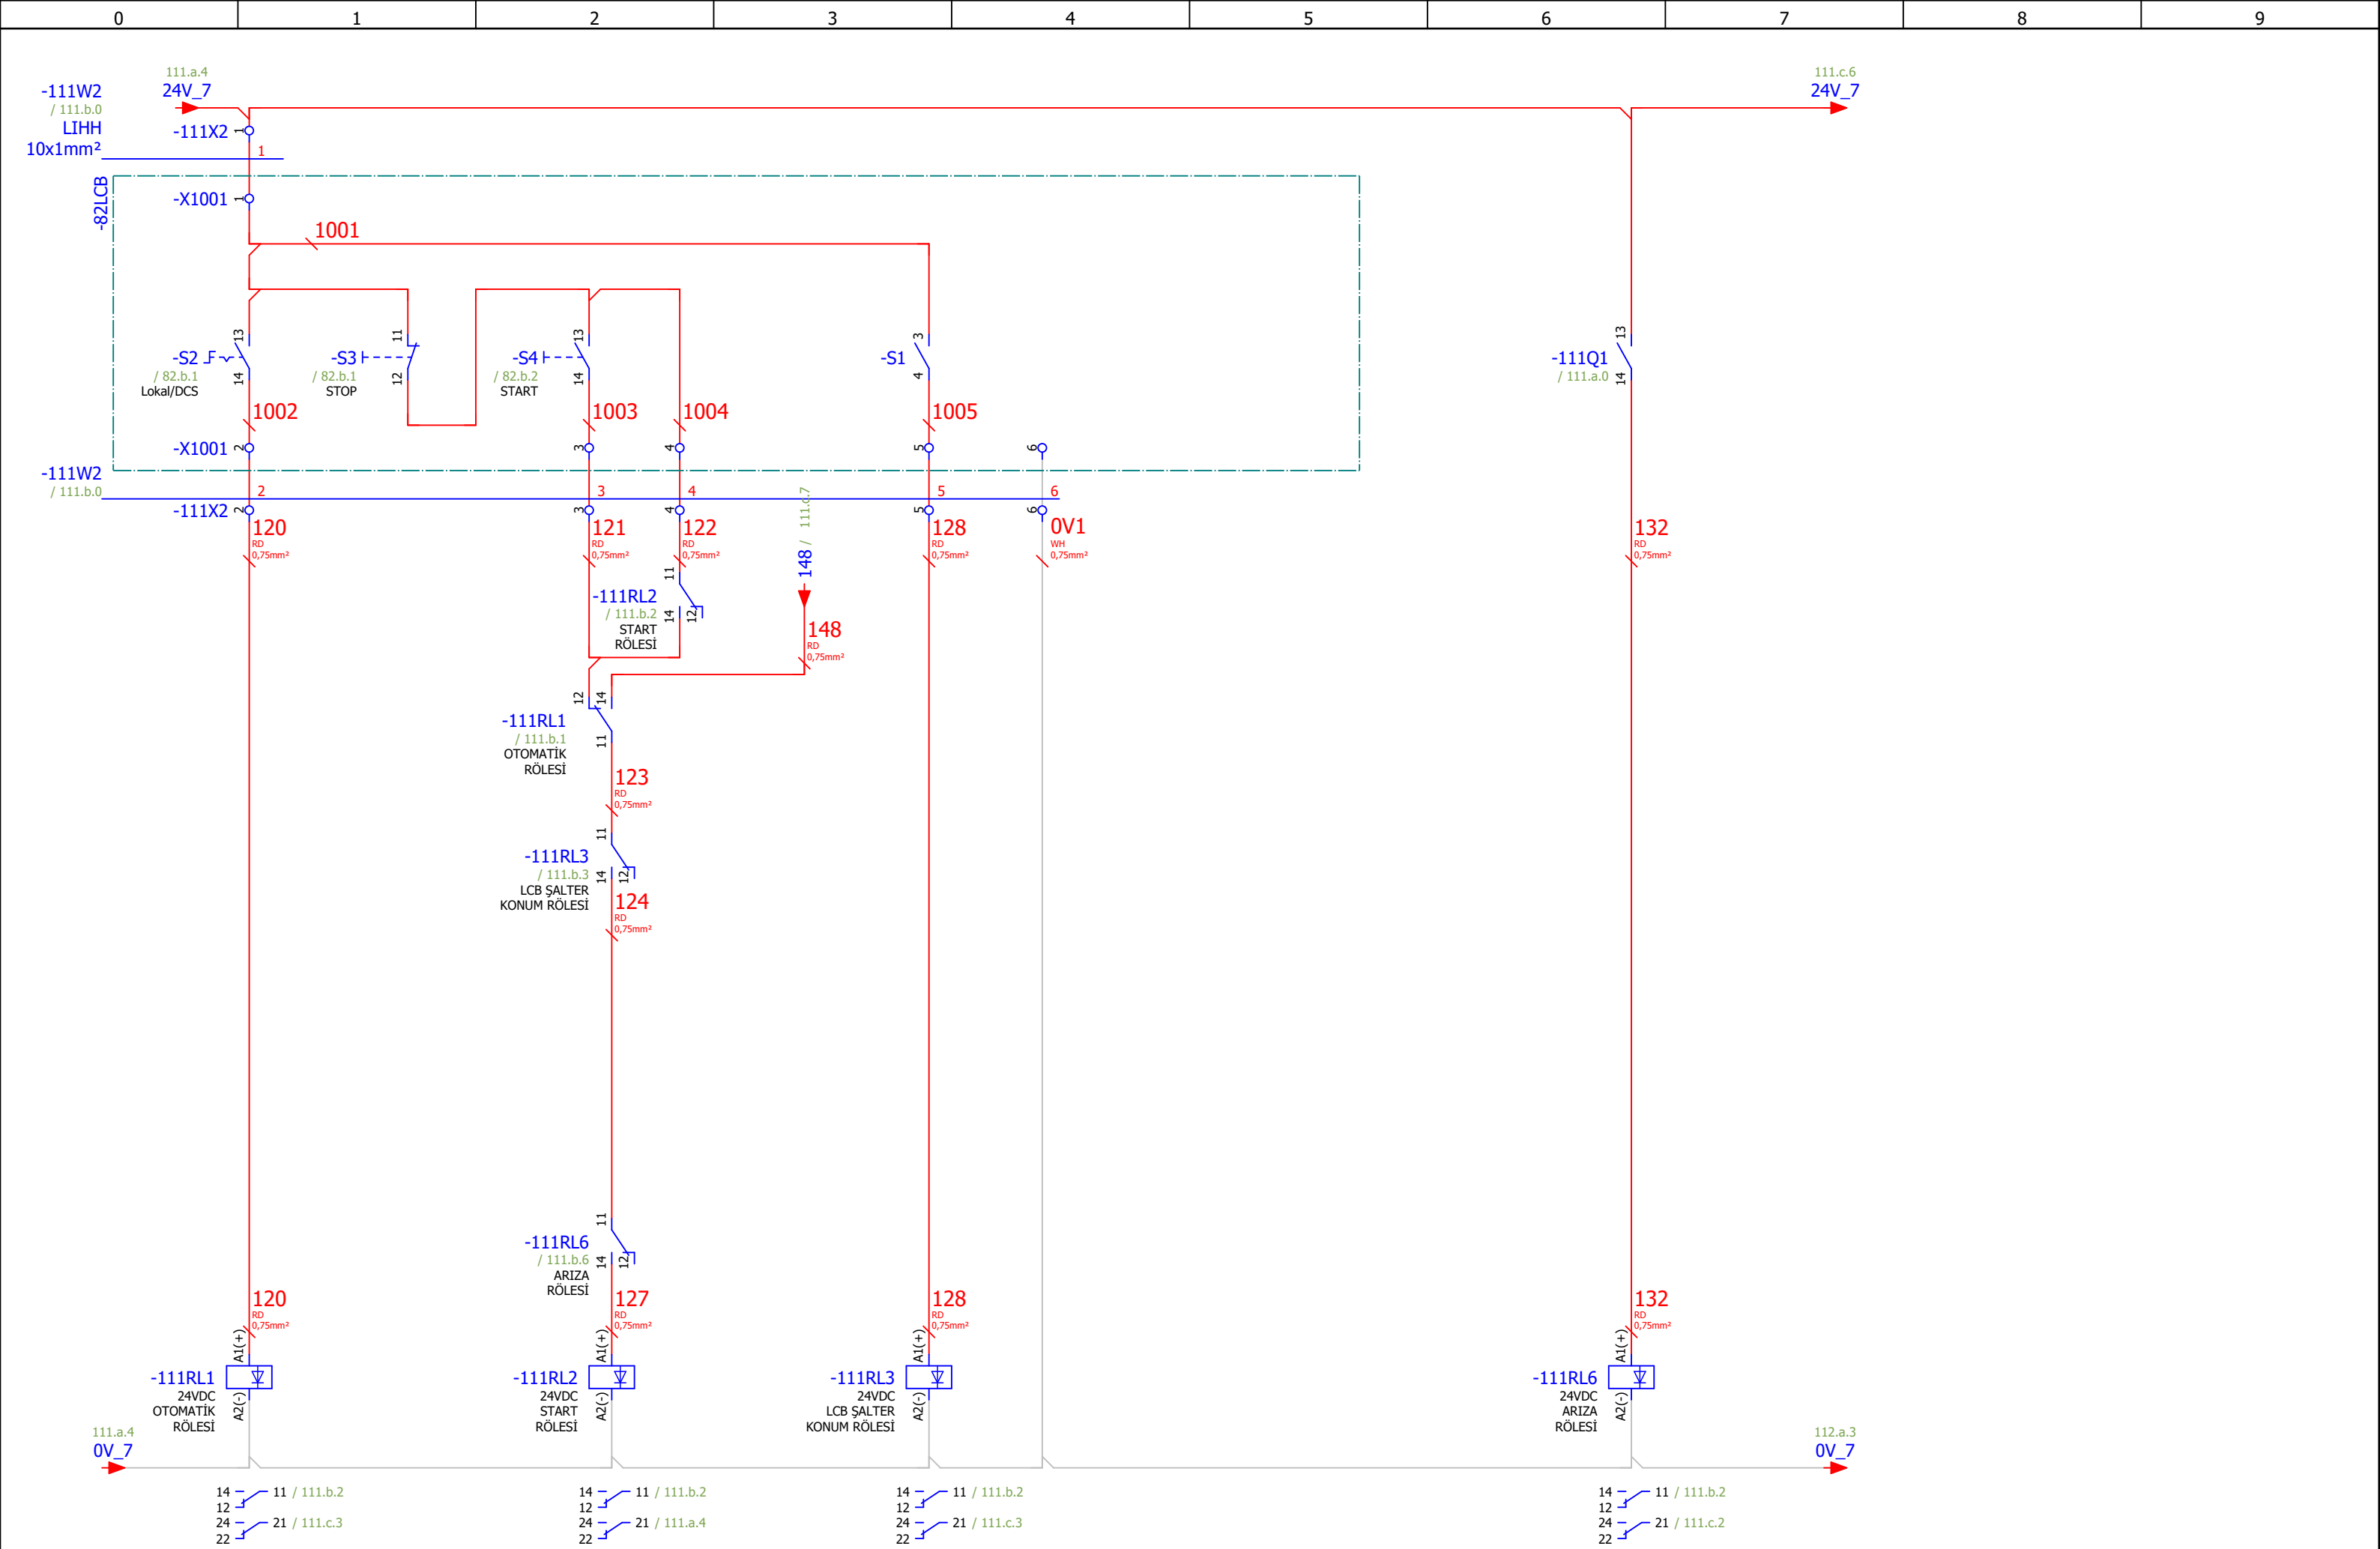 0 1 2 3 4 5 6 7 8 9
111.a.4
24V_7
111.c.6
24V_7
-111W2
/ 111.b.0
LIHH
10x1mm²
-111X2 1
1
-82LCB
-X1001 1
1001
-S2 13 14
/ 82.b.1
Lokal/DCS
-S3 11 12
/ 82.b.1
STOP
-S4 13 14
/ 82.b.2
START
-S1 3 4
-111Q1 13 14
/ 111.a.0
1002 1003 1004 1005
-X1001 2 3 4 5 6
-111W2
/ 111.b.0
2 3 4 5 6
-111X2 2 3 4 5 6
120
RD
0,75mm²
121
RD
0,75mm²
122
RD
0,75mm²
148 / 111.c.7
128
RD
0,75mm²
0V1
WH
0,75mm²
132
RD
0,75mm²
-111RL2 11 14 12
/ 111.b.2
START
RÖLESİ
148
RD
0,75mm²
-111RL1 12 14 11
/ 111.b.1
OTOMATİK
RÖLESİ
123
RD
0,75mm²
-111RL3 11 14 12
/ 111.b.3
LCB ŞALTER
KONUM RÖLESİ
124
RD
0,75mm²
-111RL6 11 14 12
/ 111.b.6
ARIZA
RÖLESİ
120
RD
0,75mm²
127
RD
0,75mm²
128
RD
0,75mm²
132
RD
0,75mm²
-111RL1 A1(+) A2(-)
24VDC
OTOMATİK
RÖLESİ
-111RL2 A1(+) A2(-)
24VDC
START
RÖLESİ
-111RL3 A1(+) A2(-)
24VDC
LCB ŞALTER
KONUM RÖLESİ
-111RL6 A1(+) A2(-)
24VDC
ARIZA
RÖLESİ
111.a.4
0V_7
112.a.3
0V_7
14 11 / 111.b.2
12
24 21 / 111.c.3
22
14 11 / 111.b.2
12
24 21 / 111.a.4
22
14 11 / 111.b.2
12
24 21 / 111.c.3
22
14 11 / 111.b.2
12
24 21 / 111.c.2
22